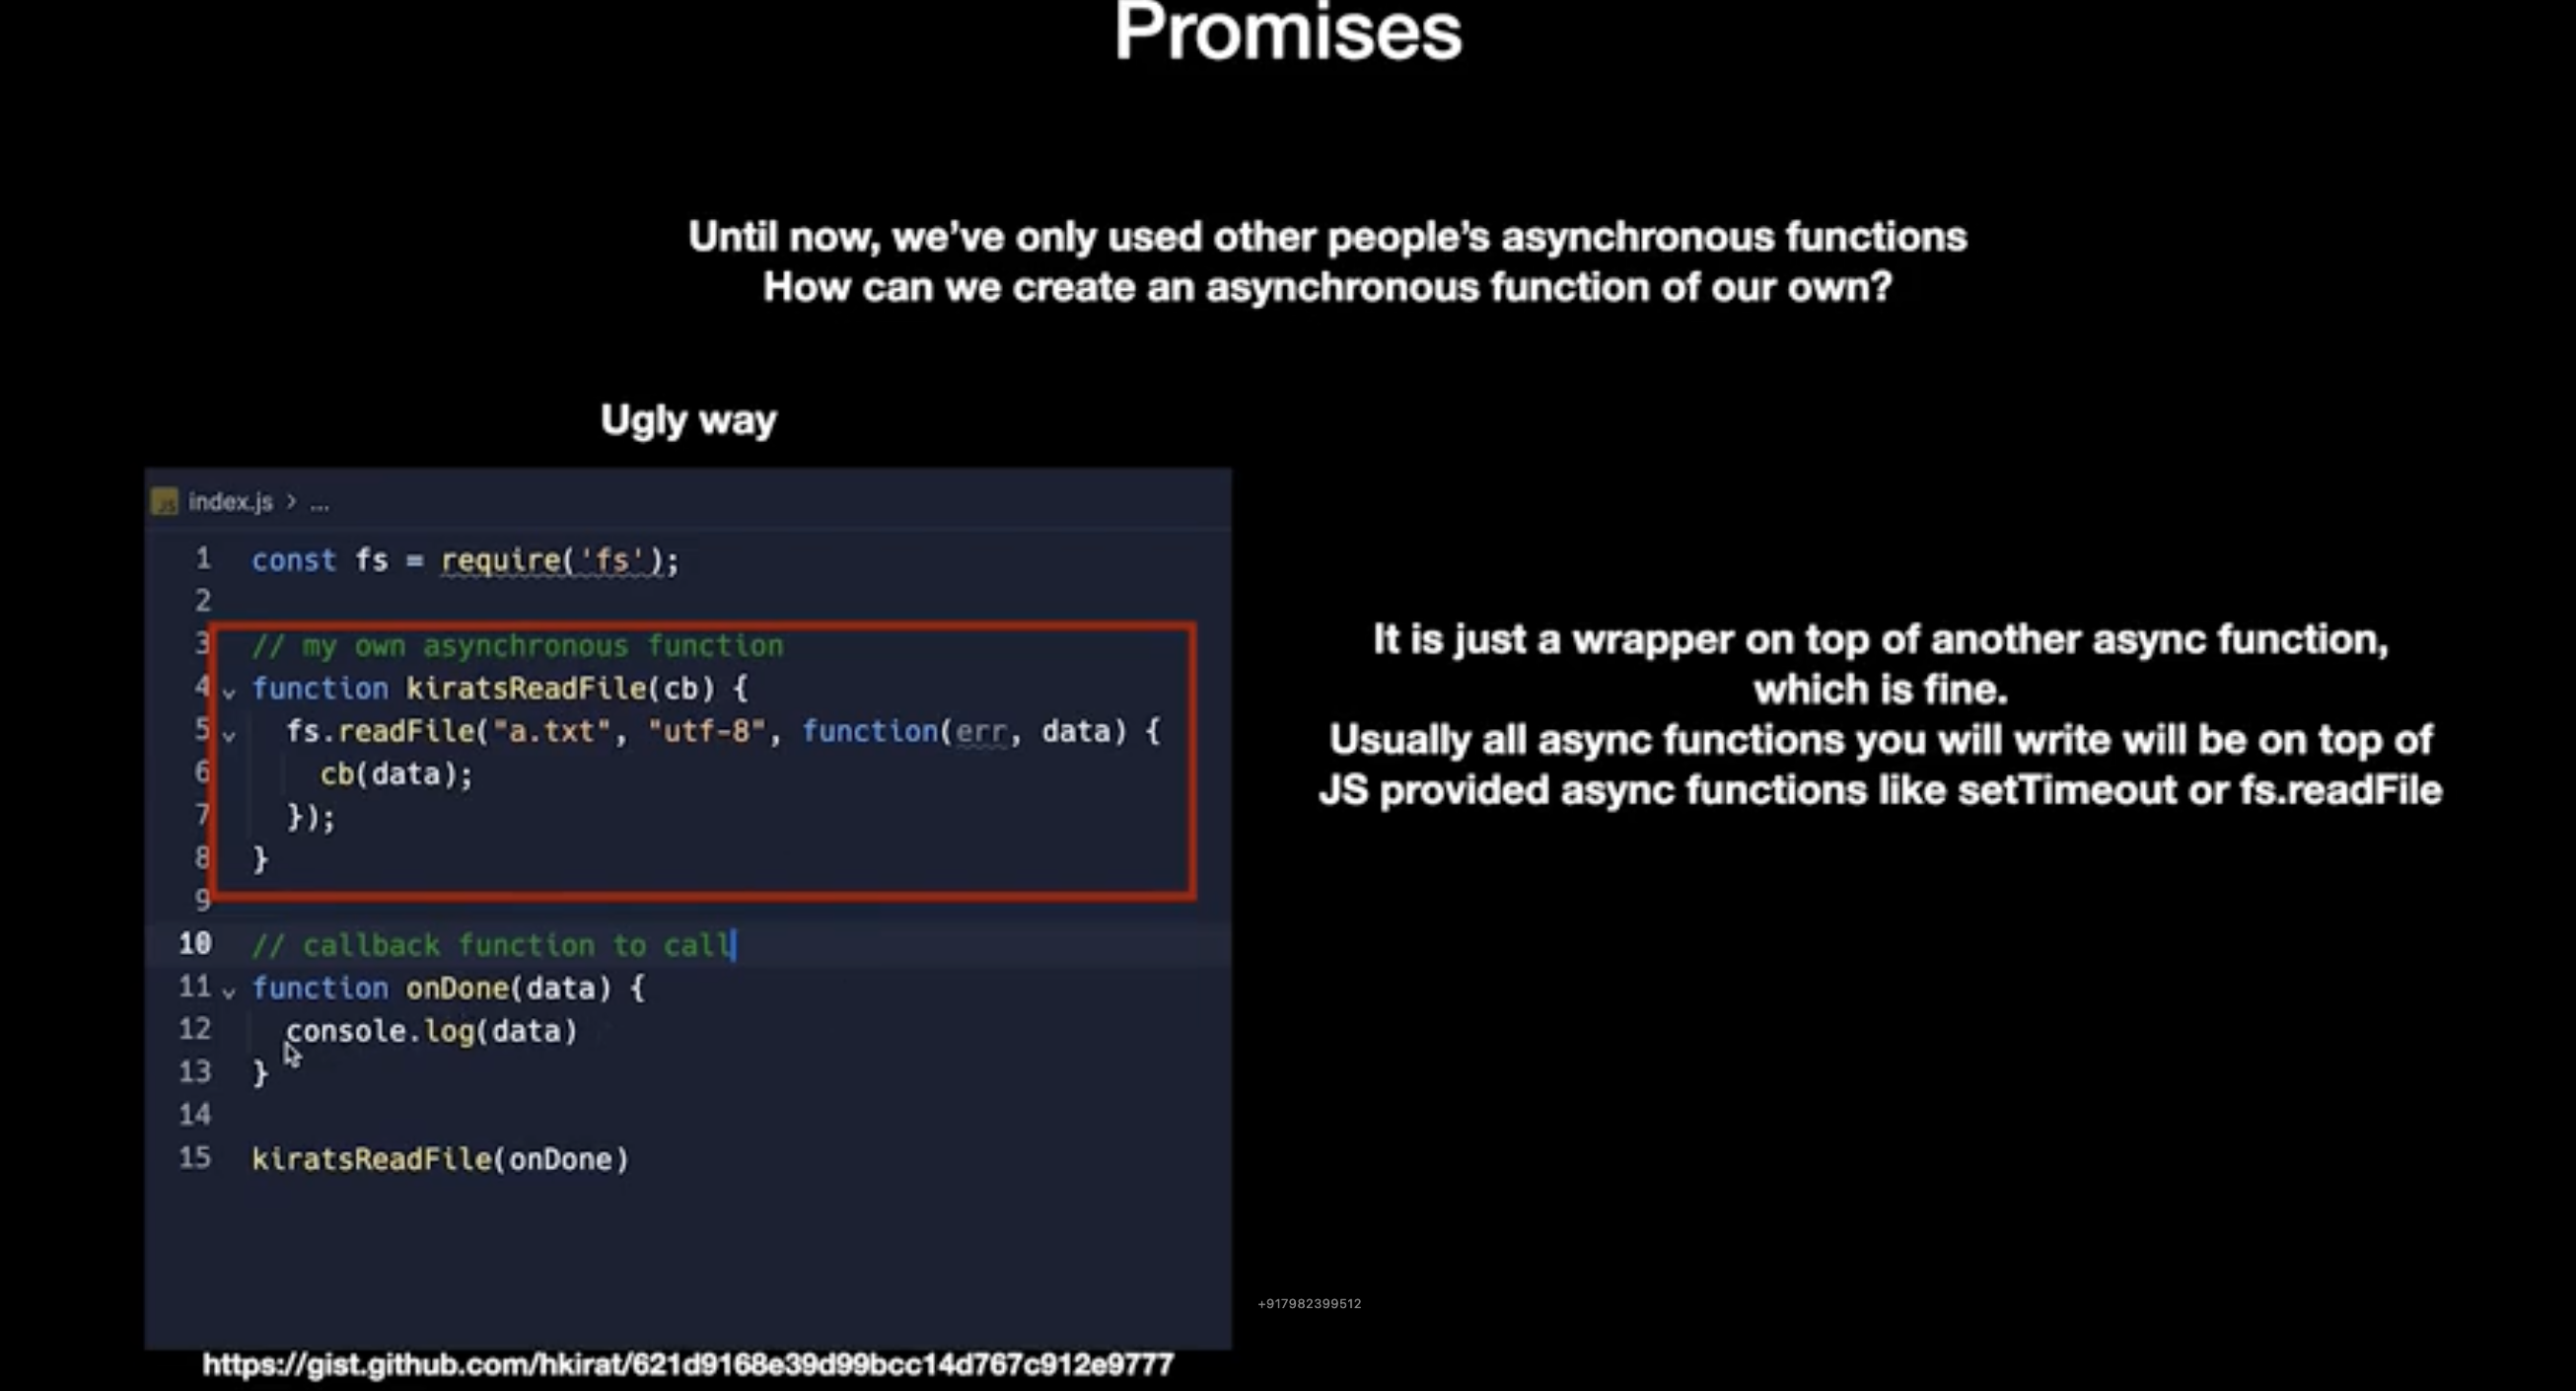 Promises
Until now, we've only used other people's asynchronous functions
How can we create an asynchronous function of our own?
Ugly way
JS index.js > ...
1 const fs = require('fs');
2
3 // my own asynchronous function
4 function kiratsReadFile(cb) {
5 fs.readFile("a.txt", "utf-8", function(err, data) {
6 cb(data);
7 });
8 }
9
10 // callback function to call
11 function onDone(data) {
12 console.log(data)
13 }
14
15 kiratsReadFile(onDone)
It is just a wrapper on top of another async function,
which is fine.
Usually all async functions you will write will be on top of
JS provided async functions like setTimeout or fs.readFile
+917982399512
https://gist.github.com/hkirat/621d9168e39d99bcc14d767c912e9777